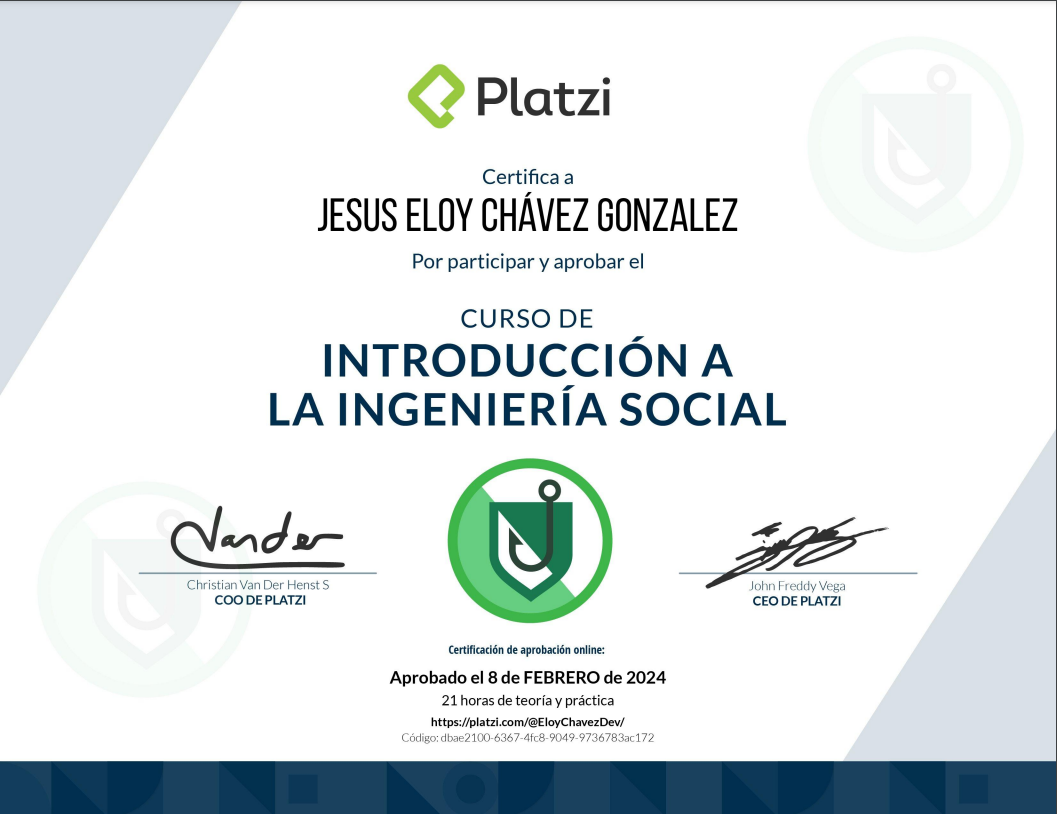 Platzi
Certifica a
JESUS ELOY CHÁVEZ GONZALEZ
Por participar y aprobar el
CURSO DE
INTRODUCCIÓN A
LA INGENIERÍA SOCIAL
Vander
Christian Van Der Henst S
COO DE PLATZI
John Freddy Vega
CEO DE PLATZI
Certificación de aprobación online:
Aprobado el 8 de FEBRERO de 2024
21 horas de teoría y práctica
https://platzi.com/@EloyChavezDev/
Código: dbae2100-6367-4fc8-9049-9736783ac172